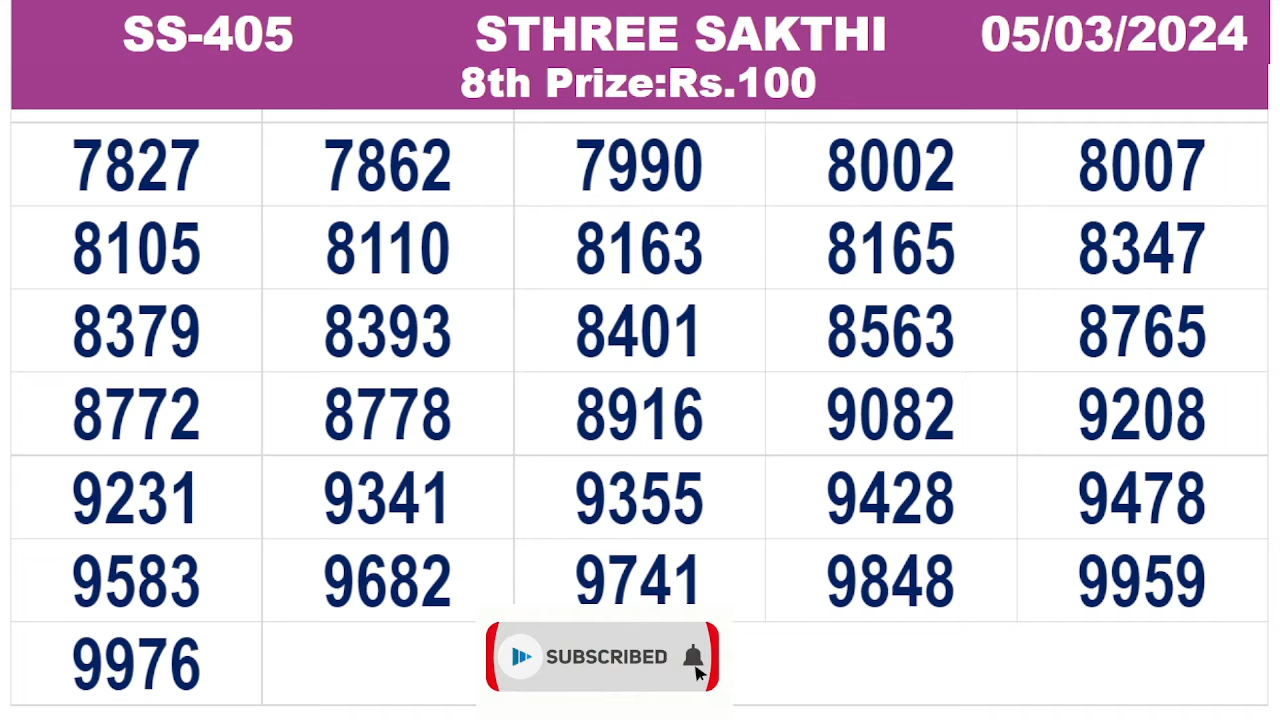 SS-405 STHREE SAKTHI 05/03/2024
8th Prize:Rs.100
7827 7862 7990 8002 8007
8105 8110 8163 8165 8347
8379 8393 8401 8563 8765
8772 8778 8916 9082 9208
9231 9341 9355 9428 9478
9583 9682 9741 9848 9959
9976
SUBSCRIBED